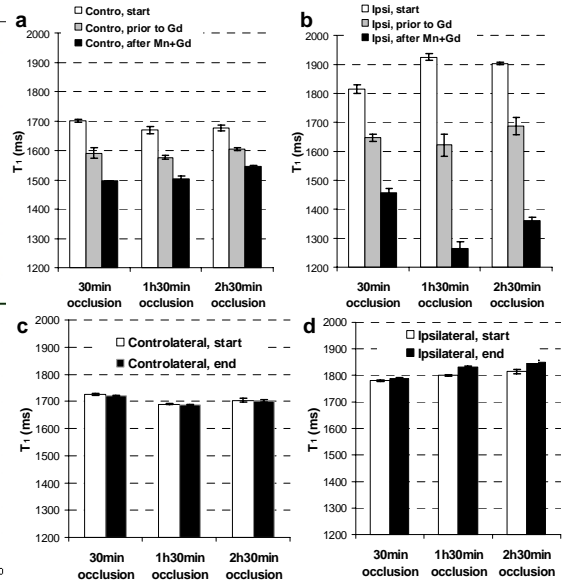 a
Contro, start
Contro, prior to Gd
Contro, after Mn+Gd
2000
1900
1800
1700
1600
1500
1400
1300
1200
T1 (ms)
30min occlusion
1h30min occlusion
2h30min occlusion
b
Ipsi, start
Ipsi, prior to Gd
Ipsi, after Mn+Gd
2000
1900
1800
1700
1600
1500
1400
1300
1200
T1 (ms)
30min occlusion
1h30min occlusion
2h30min occlusion
c
Controlateral, start
Controlateral, end
2000
1900
1800
1700
1600
1500
1400
1300
1200
T1 (ms)
30min occlusion
1h30min occlusion
2h30min occlusion
d
Ipsilateral, start
Ipsilateral, end
2000
1900
1800
1700
1600
1500
1400
1300
1200
T1 (ms)
30min occlusion
1h30min occlusion
2h30min occlusion
0